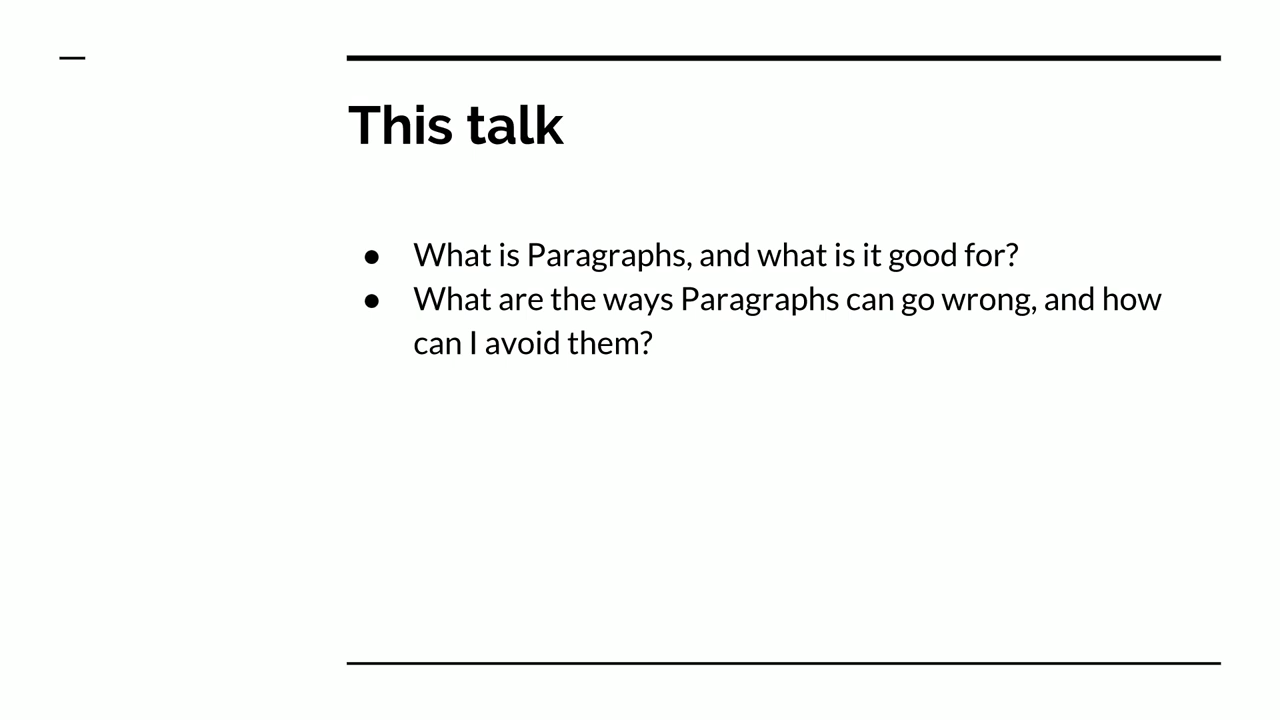 This talk
● What is Paragraphs, and what is it good for?
● What are the ways Paragraphs can go wrong, and how
can I avoid them?